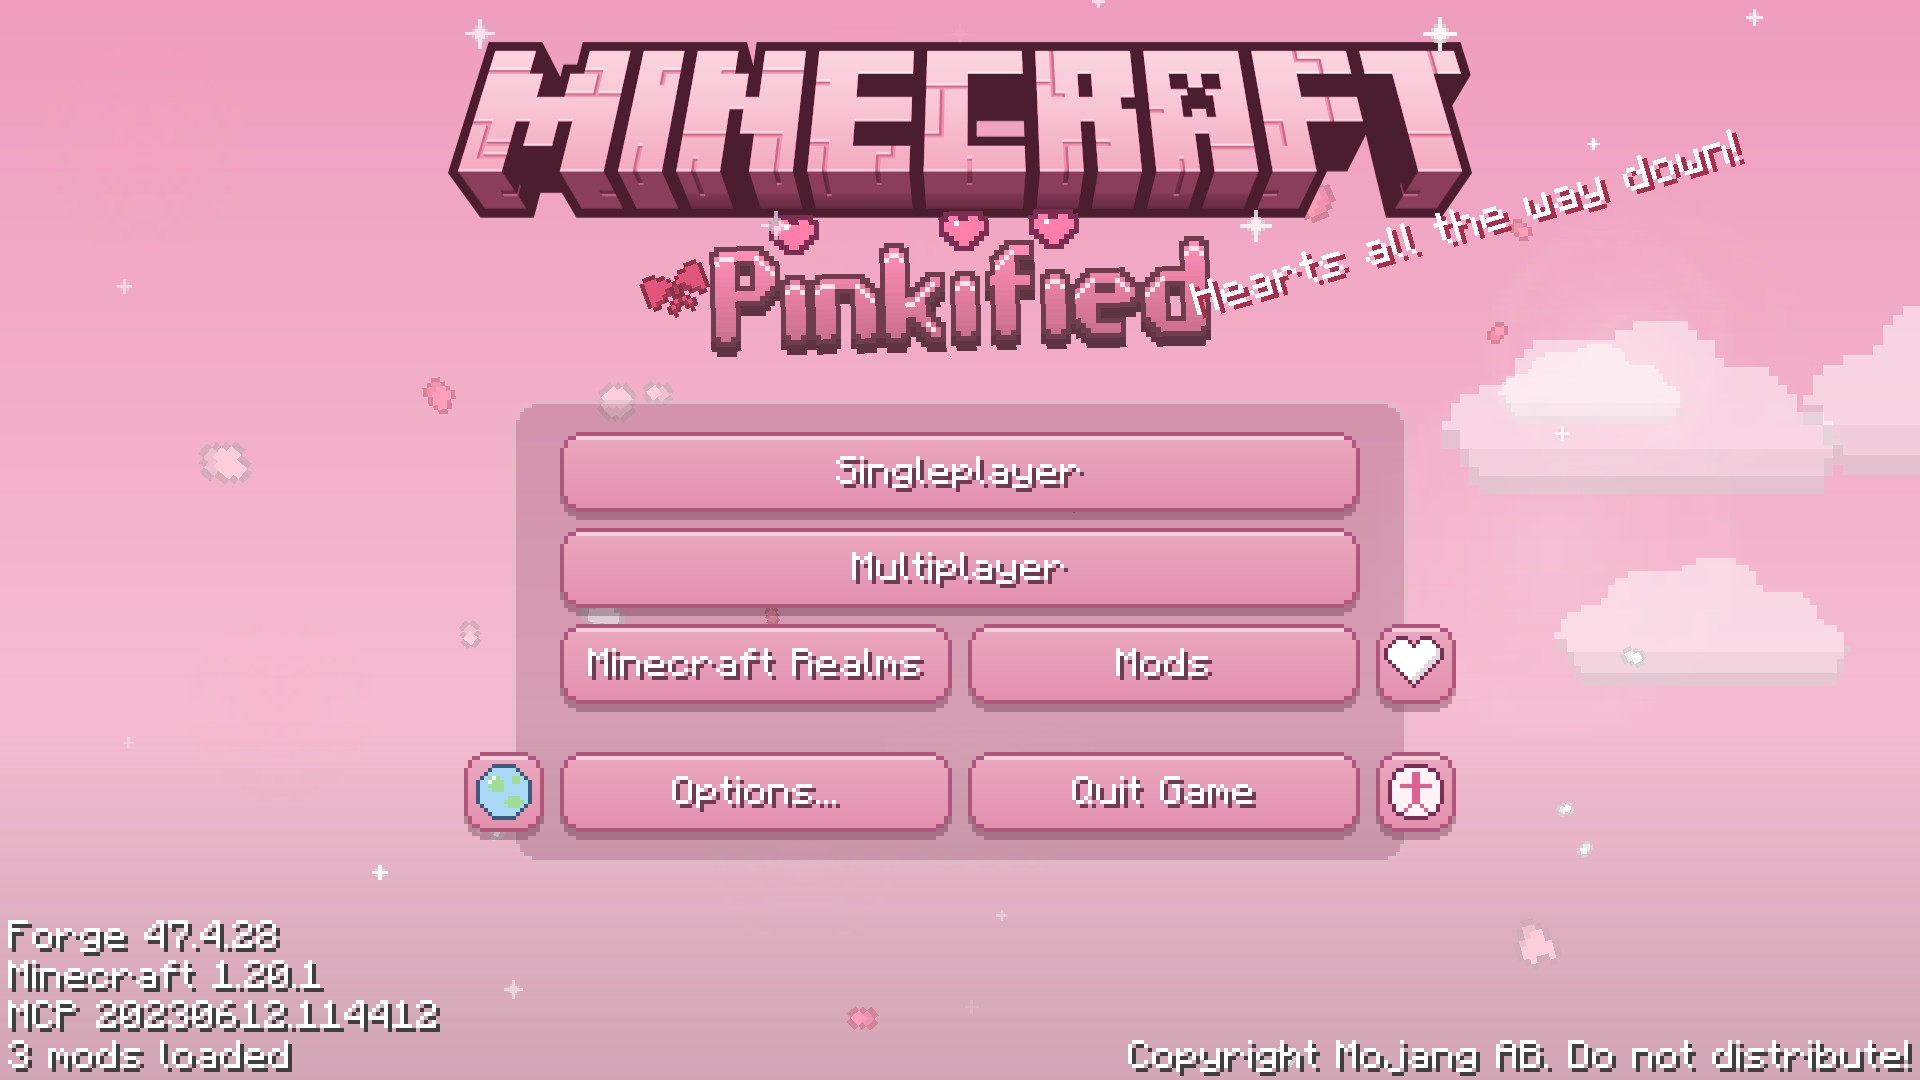 MINECRAFT
Pinkified
Hearts all the way down!
Singleplayer
Multiplayer
Minecraft Realms
Mods
Options...
Quit Game
Forge 47.4.28
Minecraft 1.20.1
MCP 20230612.114412
3 mods loaded
Copyright Mojang AB. Do not distribute!